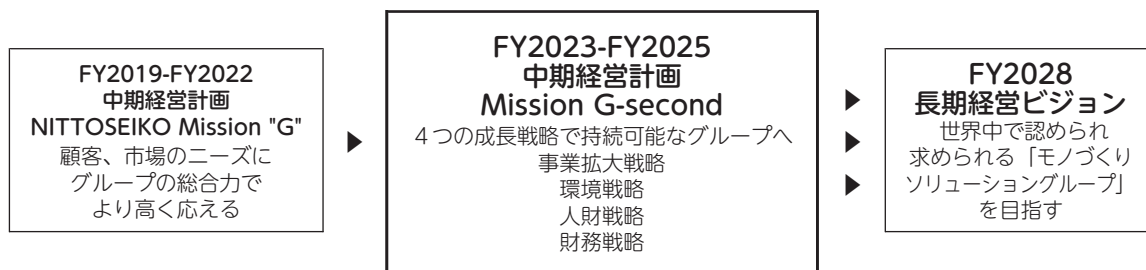 FY2019-FY2022
中期経営計画
NITTOSEIKO Mission "G"
顧客、市場のニーズに
グループの総合力で
より高く応える
FY2023-FY2025
中期経営計画
Mission G-second
４つの成長戦略で持続可能なグループへ
事業拡大戦略
環境戦略
人財戦略
財務戦略
FY2028
長期経営ビジョン
世界中で認められ
求められる「モノづくり
ソリューショングループ」
を目指す